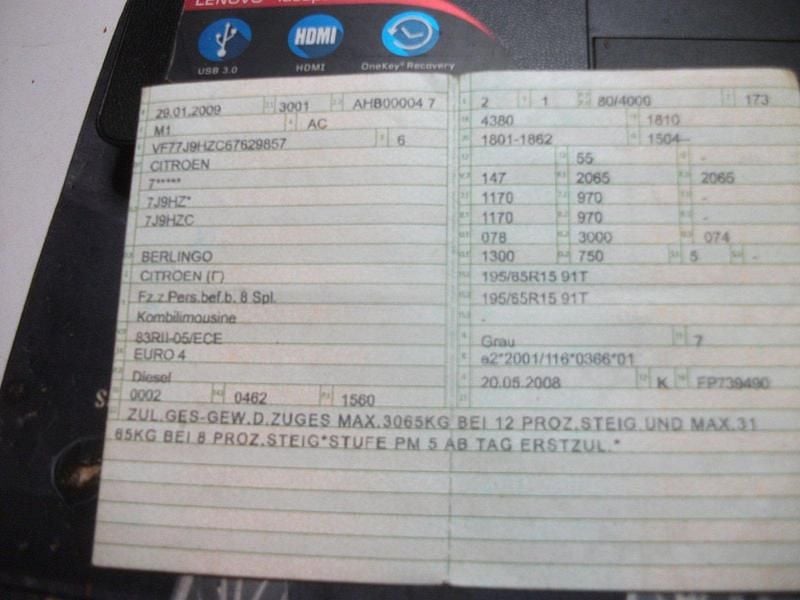 LENOVO
USB 3.0 HDMI OneKey Recovery
29.01.2009 3001 AHB00004 7
M1 AC
VF77J9HZC67629857 6
CITROEN
7*****
7J9HZ*
7J9HZC
BERLINGO
CITROEN (F)
Fz.z.Pers.bef.b. 8 Spl.
Kombilimousine
83RII-05/ECE
EURO 4
Diesel
0002 0462 1560
2 1 80/4000 173
4380 1810
1801-1862 1504
55 -
147 2065 2065
1170 970 -
1170 970 -
078 3000 074
1300 750 5 -
195/65R15 91T
195/65R15 91T
-
Grau 7
e2*2001/116*0366*01
20.05.2008 K FP739490
ZUL.GES-GEW.D.ZUGES MAX.3065KG BEI 12 PROZ.STEIG UND MAX.31
65KG BEI 8 PROZ.STEIG*STUFE PM 5 AB TAG ERSTZUL.*